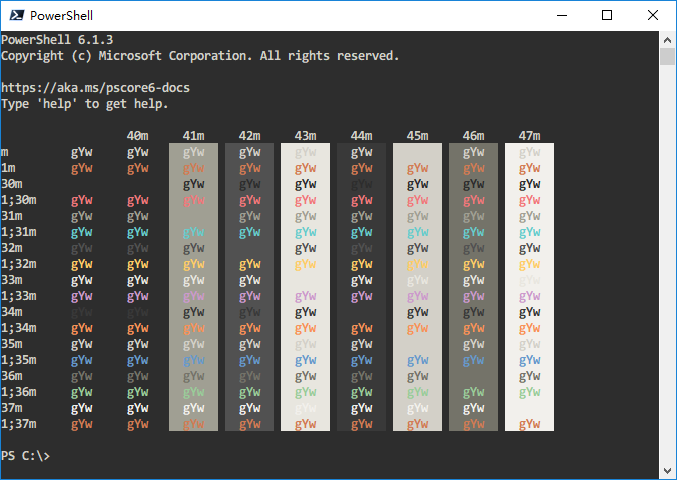 PowerShell
PowerShell 6.1.3
Copyright (c) Microsoft Corporation. All rights reserved.
https://aka.ms/pscore6-docs
Type 'help' to get help.
40m 41m 42m 43m 44m 45m 46m 47m
m gYw gYw gYw gYw gYw gYw gYw gYw
1m gYw gYw gYw gYw gYw gYw gYw gYw gYw
30m gYw gYw gYw gYw gYw gYw gYw
1;30m gYw gYw gYw gYw gYw gYw gYw gYw gYw
31m gYw gYw gYw gYw gYw gYw gYw gYw
1;31m gYw gYw gYw gYw gYw gYw gYw gYw gYw
32m gYw gYw gYw gYw gYw gYw gYw gYw
1;32m gYw gYw gYw gYw gYw gYw gYw gYw gYw
33m gYw gYw gYw gYw gYw gYw gYw gYw
1;33m gYw gYw gYw gYw gYw gYw gYw gYw gYw
34m gYw gYw gYw gYw gYw gYw gYw gYw
1;34m gYw gYw gYw gYw gYw gYw gYw gYw gYw
35m gYw gYw gYw gYw gYw gYw gYw gYw
1;35m gYw gYw gYw gYw gYw gYw gYw gYw gYw
36m gYw gYw gYw gYw gYw gYw gYw gYw
1;36m gYw gYw gYw gYw gYw gYw gYw gYw gYw
37m gYw gYw gYw gYw gYw gYw gYw gYw
1;37m gYw gYw gYw gYw gYw gYw gYw gYw gYw
PS C:\>